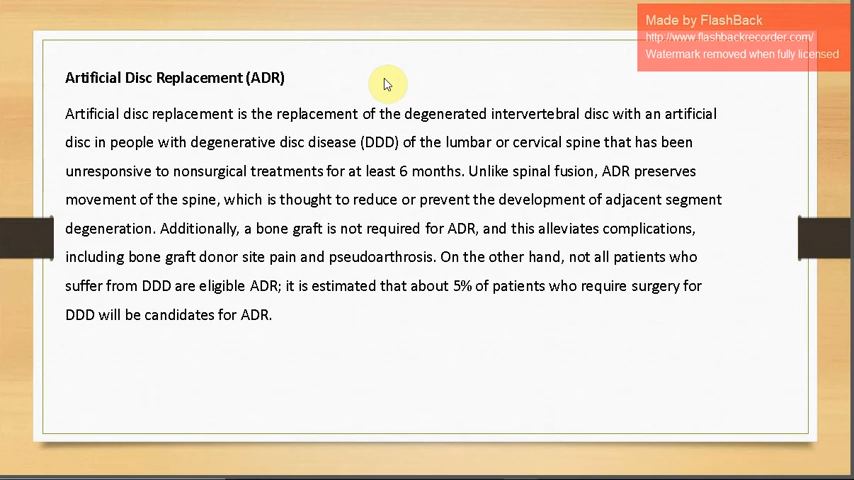 Made by FlashBack
http://www.flashbackrecorder.com/
Watermark removed when fully licensed
Artificial Disc Replacement (ADR)
Artificial disc replacement is the replacement of the degenerated intervertebral disc with an artificial
disc in people with degenerative disc disease (DDD) of the lumbar or cervical spine that has been
unresponsive to nonsurgical treatments for at least 6 months. Unlike spinal fusion, ADR preserves
movement of the spine, which is thought to reduce or prevent the development of adjacent segment
degeneration. Additionally, a bone graft is not required for ADR, and this alleviates complications,
including bone graft donor site pain and pseudoarthrosis. On the other hand, not all patients who
suffer from DDD are eligible ADR; it is estimated that about 5% of patients who require surgery for
DDD will be candidates for ADR.